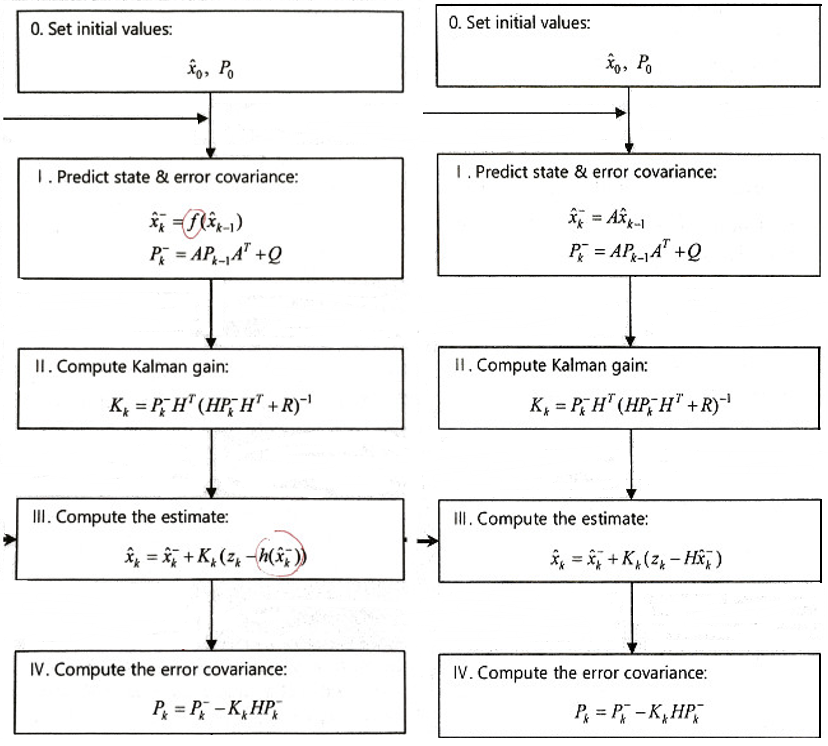 0. Set initial values:
x̂₀, P₀
Ⅰ. Predict state & error covariance:
x̂ₖ⁻ = f(x̂ₖ₋₁)
Pₖ⁻ = APₖ₋₁Aᵀ + Q
Ⅱ. Compute Kalman gain:
Kₖ = Pₖ⁻Hᵀ(HPₖ⁻Hᵀ + R)⁻¹
Ⅲ. Compute the estimate:
x̂ₖ = x̂ₖ⁻ + Kₖ(zₖ − h(x̂ₖ⁻))
Ⅳ. Compute the error covariance:
Pₖ = Pₖ⁻ − KₖHPₖ⁻
0. Set initial values:
x̂₀, P₀
Ⅰ. Predict state & error covariance:
x̂ₖ⁻ = Ax̂ₖ₋₁
Pₖ⁻ = APₖ₋₁Aᵀ + Q
Ⅱ. Compute Kalman gain:
Kₖ = Pₖ⁻Hᵀ(HPₖ⁻Hᵀ + R)⁻¹
Ⅲ. Compute the estimate:
x̂ₖ = x̂ₖ⁻ + Kₖ(zₖ − Hx̂ₖ⁻)
Ⅳ. Compute the error covariance:
Pₖ = Pₖ⁻ − KₖHPₖ⁻